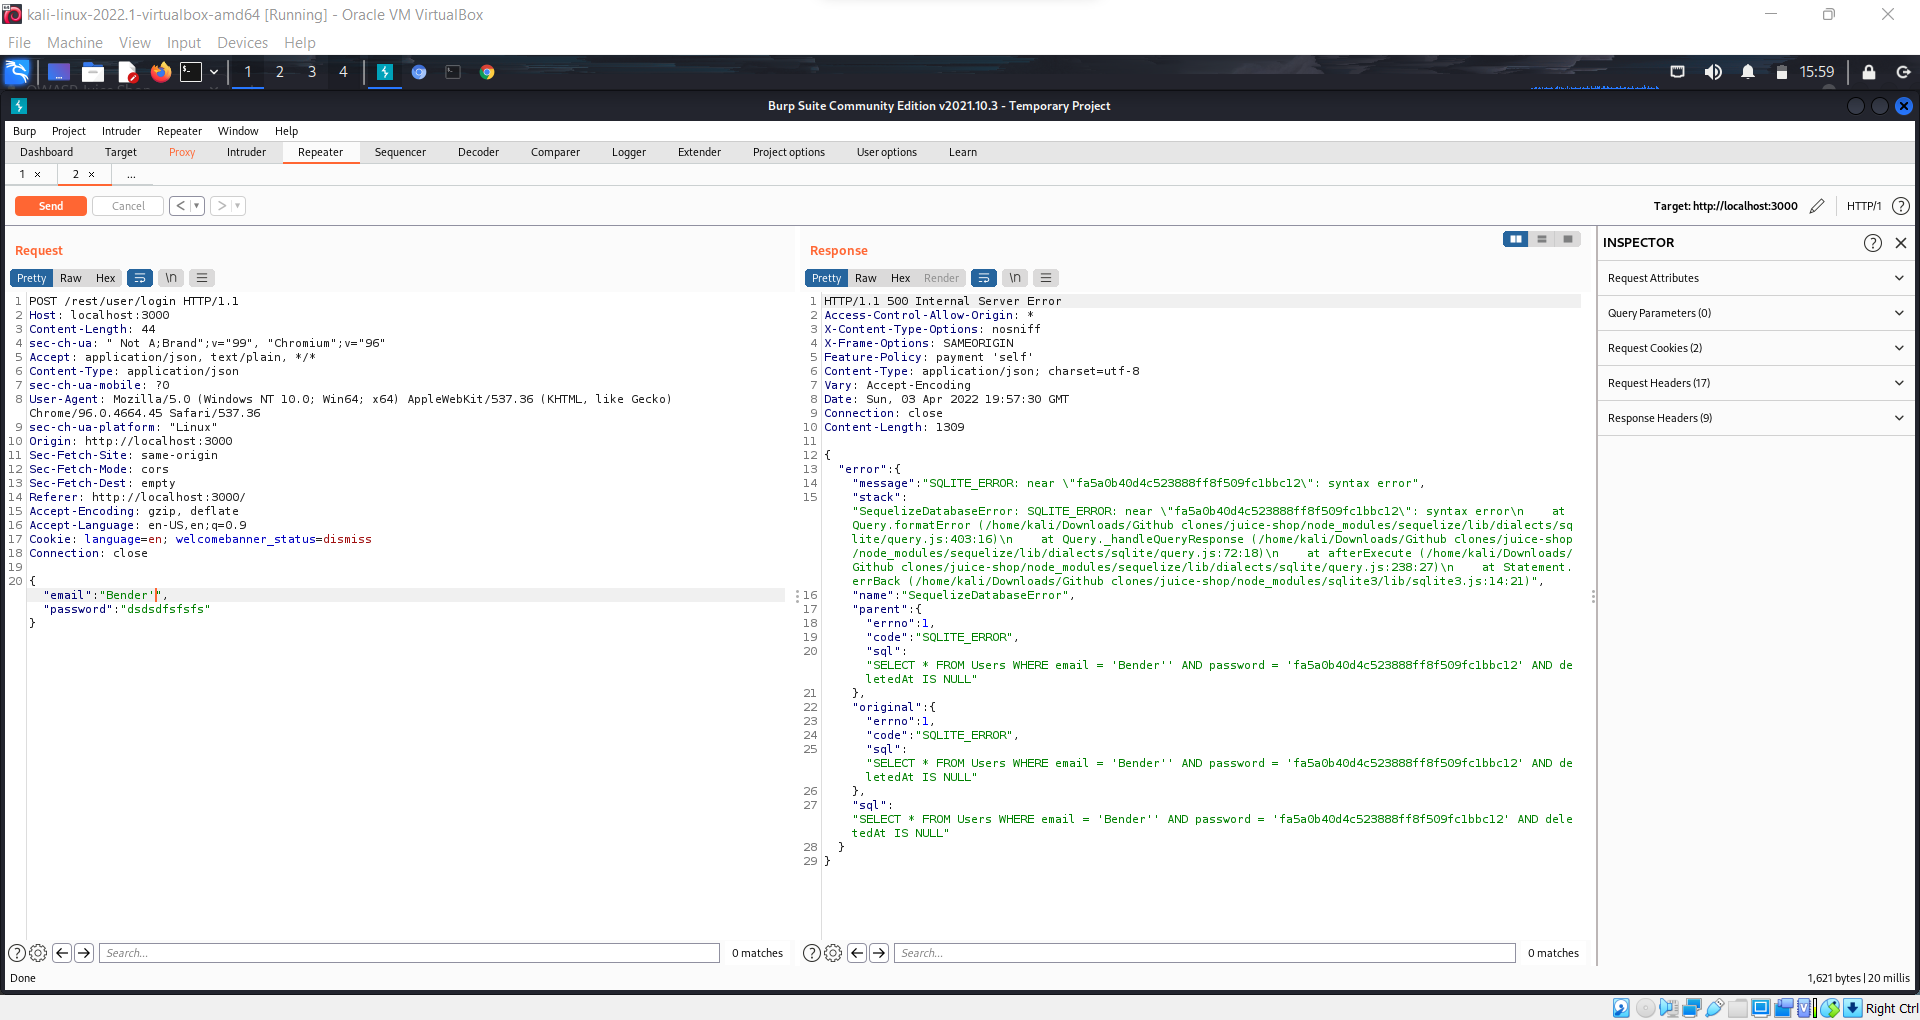 kali-linux-2022.1-virtualbox-amd64 [Running] - Oracle VM VirtualBox
File Machine View Input Devices Help
1 2 3 4 15:59
Burp Suite Community Edition v2021.10.3 - Temporary Project
Burp Project Intruder Repeater Window Help
Dashboard Target Proxy Intruder Repeater Sequencer Decoder Comparer Logger Extender Project options User options Learn
1 × 2 × ...
Send Cancel < > Target: http://localhost:3000 HTTP/1 ?
Request
Pretty Raw Hex \n
1 POST /rest/user/login HTTP/1.1
2 Host: localhost:3000
3 Content-Length: 44
4 sec-ch-ua: " Not A;Brand";v="99", "Chromium";v="96"
5 Accept: application/json, text/plain, */*
6 Content-Type: application/json
7 sec-ch-ua-mobile: ?0
8 User-Agent: Mozilla/5.0 (Windows NT 10.0; Win64; x64) AppleWebKit/537.36 (KHTML, like Gecko)
Chrome/96.0.4664.45 Safari/537.36
9 sec-ch-ua-platform: "Linux"
10 Origin: http://localhost:3000
11 Sec-Fetch-Site: same-origin
12 Sec-Fetch-Mode: cors
13 Sec-Fetch-Dest: empty
14 Referer: http://localhost:3000/
15 Accept-Encoding: gzip, deflate
16 Accept-Language: en-US,en;q=0.9
17 Cookie: language=en; welcomebanner_status=dismiss
18 Connection: close
19
20 {
"email":"Bender'",
"password":"dsdsdfsfsfs"
}
? Search... 0 matches
Response
Pretty Raw Hex Render \n
1 HTTP/1.1 500 Internal Server Error
2 Access-Control-Allow-Origin: *
3 X-Content-Type-Options: nosniff
4 X-Frame-Options: SAMEORIGIN
5 Feature-Policy: payment 'self'
6 Content-Type: application/json; charset=utf-8
7 Vary: Accept-Encoding
8 Date: Sun, 03 Apr 2022 19:57:30 GMT
9 Connection: close
10 Content-Length: 1309
11
12 {
13 "error":{
14 "message":"SQLITE_ERROR: near \"fa5a0b40d4c523888ff8f509fc1bbc12\": syntax error",
15 "stack":
"SequelizeDatabaseError: SQLITE_ERROR: near \"fa5a0b40d4c523888ff8f509fc1bbc12\": syntax error\n    at
Query.formatError (/home/kali/Downloads/Github clones/juice-shop/node_modules/sequelize/lib/dialects/sq
lite/query.js:403:16)\n    at Query._handleQueryResponse (/home/kali/Downloads/Github clones/juice-shop
/node_modules/sequelize/lib/dialects/sqlite/query.js:72:18)\n    at afterExecute (/home/kali/Downloads/
Github clones/juice-shop/node_modules/sequelize/lib/dialects/sqlite/query.js:238:27)\n    at Statement.
errBack (/home/kali/Downloads/Github clones/juice-shop/node_modules/sqlite3/lib/sqlite3.js:14:21)",
16 "name":"SequelizeDatabaseError",
17 "parent":{
18 "errno":1,
19 "code":"SQLITE_ERROR",
20 "sql":
"SELECT * FROM Users WHERE email = 'Bender'' AND password = 'fa5a0b40d4c523888ff8f509fc1bbc12' AND de
letedAt IS NULL"
21 },
22 "original":{
23 "errno":1,
24 "code":"SQLITE_ERROR",
25 "sql":
"SELECT * FROM Users WHERE email = 'Bender'' AND password = 'fa5a0b40d4c523888ff8f509fc1bbc12' AND de
letedAt IS NULL"
26 },
27 "sql":
"SELECT * FROM Users WHERE email = 'Bender'' AND password = 'fa5a0b40d4c523888ff8f509fc1bbc12' AND dele
tedAt IS NULL"
28 }
29 }
? Search... 0 matches
INSPECTOR ?
Request Attributes
Query Parameters (0)
Request Cookies (2)
Request Headers (17)
Response Headers (9)
Done 1,621 bytes | 20 millis
Right Ctrl